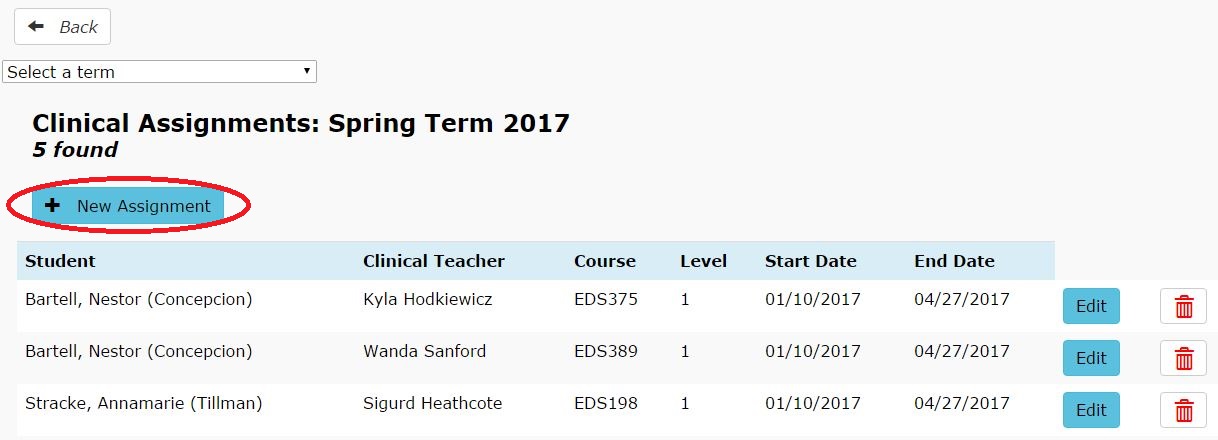 Back
Select a term
Clinical Assignments: Spring Term 2017
5 found
New Assignment
Student Clinical Teacher Course Level Start Date End Date
Bartell, Nestor (Concepcion) Kyla Hodkiewicz EDS375 1 01/10/2017 04/27/2017 Edit
Bartell, Nestor (Concepcion) Wanda Sanford EDS389 1 01/10/2017 04/27/2017 Edit
Stracke, Annamarie (Tillman) Sigurd Heathcote EDS198 1 01/10/2017 04/27/2017 Edit